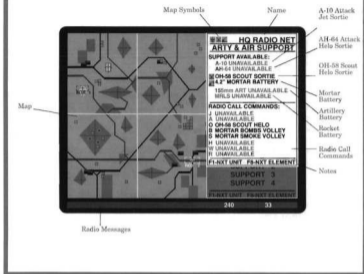 Map Symbols
Name
A-10 Attack
Jet Sortie
AH-64 Attack
Helo Sortie
OH-58 Scout
Helo Sortie
Mortar
Battery
Artillery
Battery
Rocket
Battery
Radio Call
Commands
Notes
Map
Radio Messages
HQ RADIO NET
ARTY & AIR SUPPORT
SUPPORT AVAILABLE:
A-10 UNAVAILABLE
AH-64 UNAVAILABLE
OH-58 SCOUT SORTIE
4.2" MORTAR BATTERY
155mm ART UNAVAILABLE
MRLS UNAVAILABLE
RADIO CALL COMMANDS:
J UNAVAILABLE
A UNAVAILABLE
O OH-58 SCOUT HELO
B MORTAR BOMBS VOLLEY
S MORTAR SMOKE VOLLEY
H UNAVAILABLE
W UNAVAILABLE
R UNAVAILABLE
F1-NXT UNIT F5-NXT ELEMENT
SUPPORT 3
SUPPORT 4
240 33